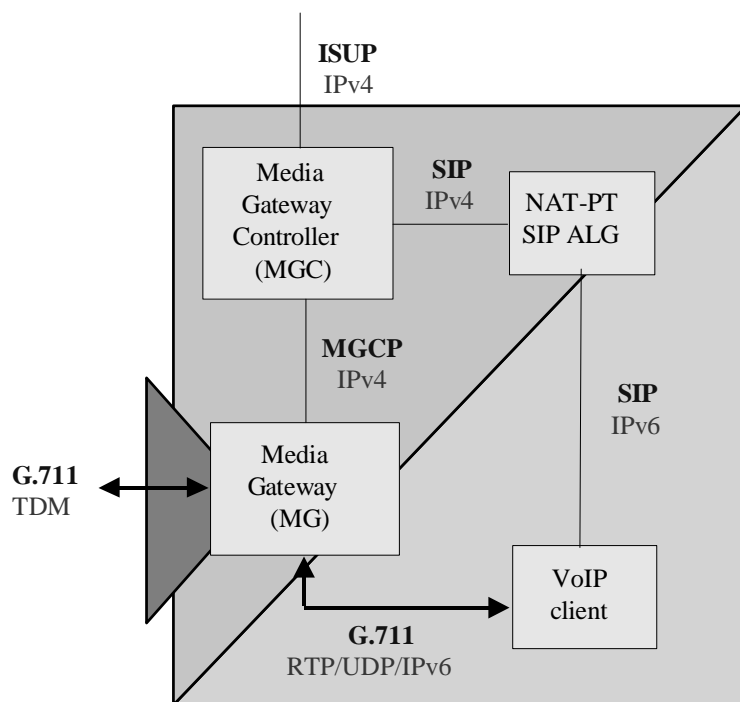 ISUP
IPv4
Media
Gateway
Controller
(MGC)
SIP
IPv4
NAT-PT
SIP ALG
MGCP
IPv4
SIP
IPv6
G.711
TDM
Media
Gateway
(MG)
VoIP
client
G.711
RTP/UDP/IPv6